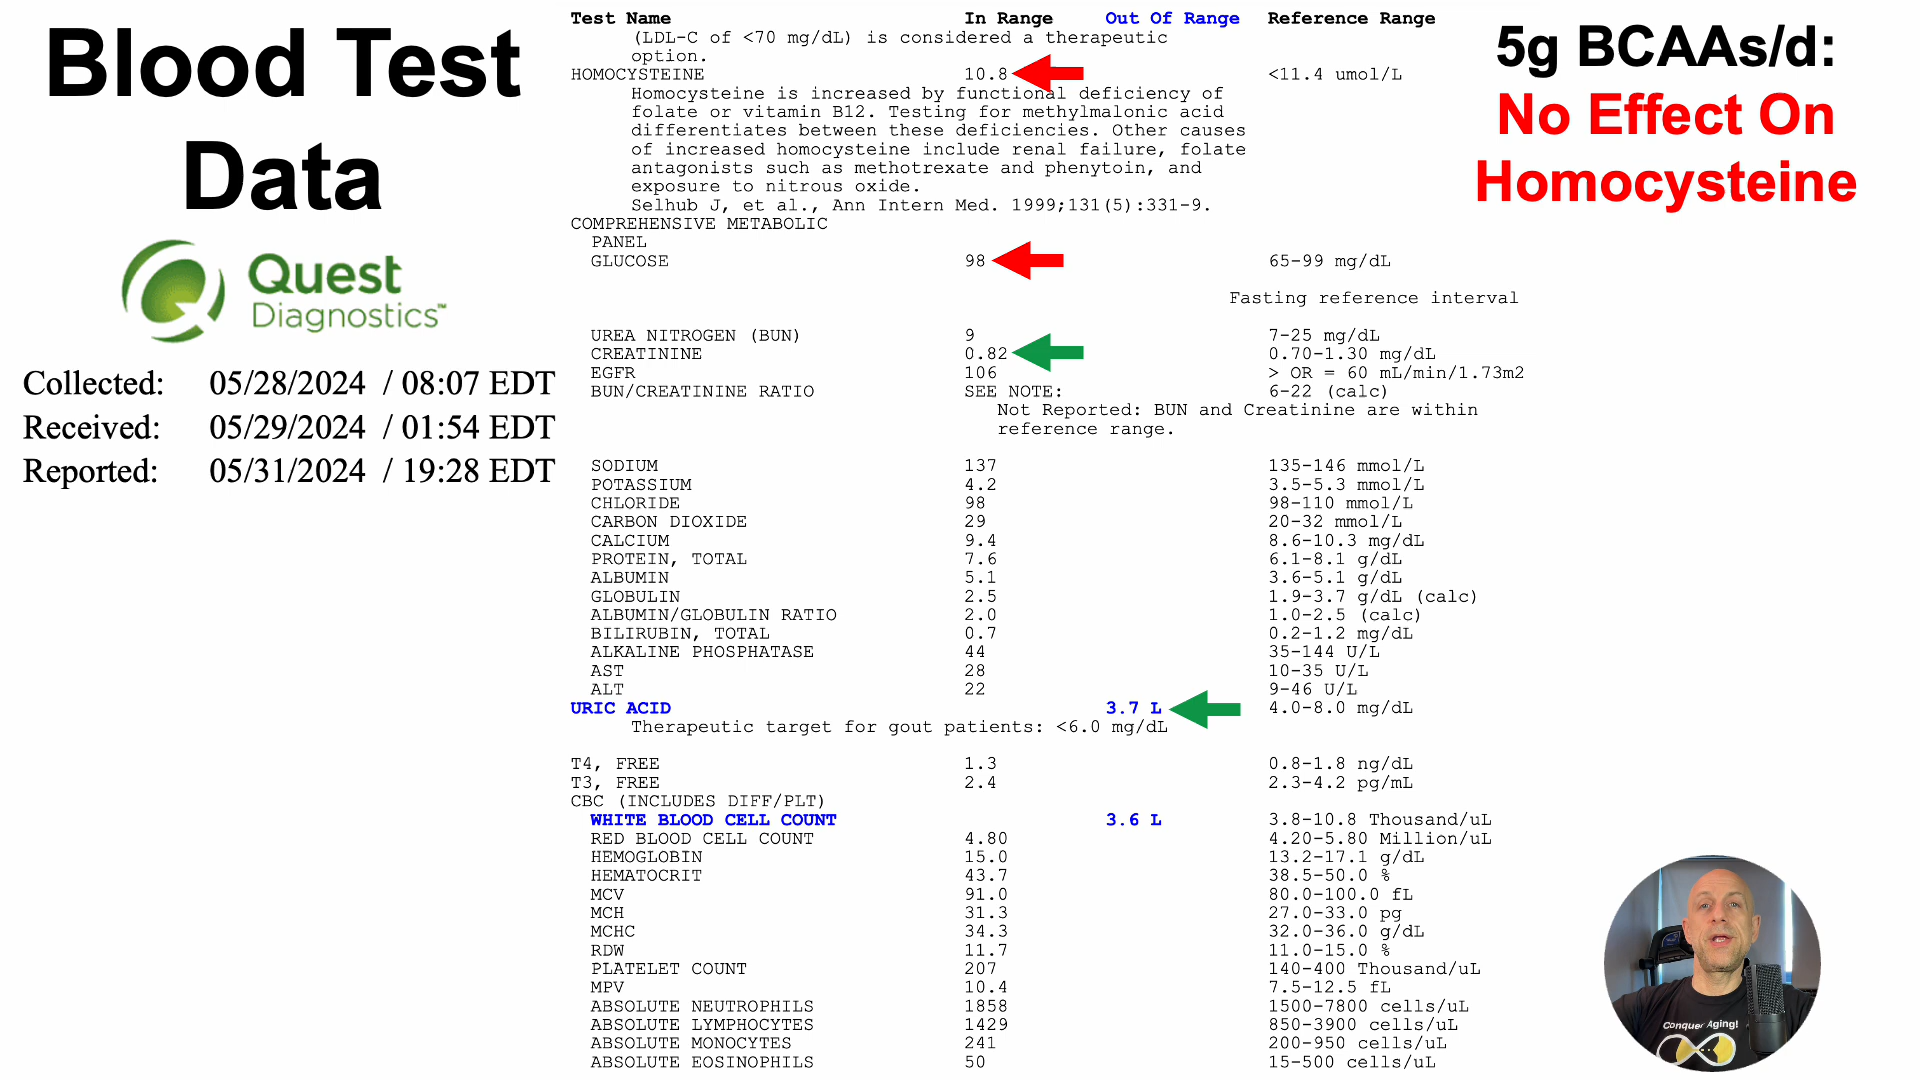 Blood Test
Data
Quest
Diagnostics™
Collected: 05/28/2024 / 08:07 EDT
Received: 05/29/2024 / 01:54 EDT
Reported: 05/31/2024 / 19:28 EDT
Test Name In Range Out Of Range Reference Range
(LDL-C of <70 mg/dL) is considered a therapeutic
option.
HOMOCYSTEINE 10.8 <11.4 umol/L
Homocysteine is increased by functional deficiency of
folate or vitamin B12. Testing for methylmalonic acid
differentiates between these deficiencies. Other causes
of increased homocysteine include renal failure, folate
antagonists such as methotrexate and phenytoin, and
exposure to nitrous oxide.
Selhub J, et al., Ann Intern Med. 1999;131(5):331-9.
COMPREHENSIVE METABOLIC
PANEL
GLUCOSE 98 65-99 mg/dL
Fasting reference interval
UREA NITROGEN (BUN) 9 7-25 mg/dL
CREATININE 0.82 0.70-1.30 mg/dL
EGFR 106 > OR = 60 mL/min/1.73m2
BUN/CREATININE RATIO SEE NOTE: 6-22 (calc)
Not Reported: BUN and Creatinine are within
reference range.
SODIUM 137 135-146 mmol/L
POTASSIUM 4.2 3.5-5.3 mmol/L
CHLORIDE 98 98-110 mmol/L
CARBON DIOXIDE 29 20-32 mmol/L
CALCIUM 9.4 8.6-10.3 mg/dL
PROTEIN, TOTAL 7.6 6.1-8.1 g/dL
ALBUMIN 5.1 3.6-5.1 g/dL
GLOBULIN 2.5 1.9-3.7 g/dL (calc)
ALBUMIN/GLOBULIN RATIO 2.0 1.0-2.5 (calc)
BILIRUBIN, TOTAL 0.7 0.2-1.2 mg/dL
ALKALINE PHOSPHATASE 44 35-144 U/L
AST 28 10-35 U/L
ALT 22 9-46 U/L
URIC ACID 3.7 L 4.0-8.0 mg/dL
Therapeutic target for gout patients: <6.0 mg/dL
T4, FREE 1.3 0.8-1.8 ng/dL
T3, FREE 2.4 2.3-4.2 pg/mL
CBC (INCLUDES DIFF/PLT)
WHITE BLOOD CELL COUNT 3.6 L 3.8-10.8 Thousand/uL
RED BLOOD CELL COUNT 4.80 4.20-5.80 Million/uL
HEMOGLOBIN 15.0 13.2-17.1 g/dL
HEMATOCRIT 43.7 38.5-50.0 %
MCV 91.0 80.0-100.0 fL
MCH 31.3 27.0-33.0 pg
MCHC 34.3 32.0-36.0 g/dL
RDW 11.7 11.0-15.0 %
PLATELET COUNT 207 140-400 Thousand/uL
MPV 10.4 7.5-12.5 fL
ABSOLUTE NEUTROPHILS 1858 1500-7800 cells/uL
ABSOLUTE LYMPHOCYTES 1429 850-3900 cells/uL
ABSOLUTE MONOCYTES 241 200-950 cells/uL
ABSOLUTE EOSINOPHILS 50 15-500 cells/uL
5g BCAAs/d:
No Effect On
Homocysteine
Conquer Aging!